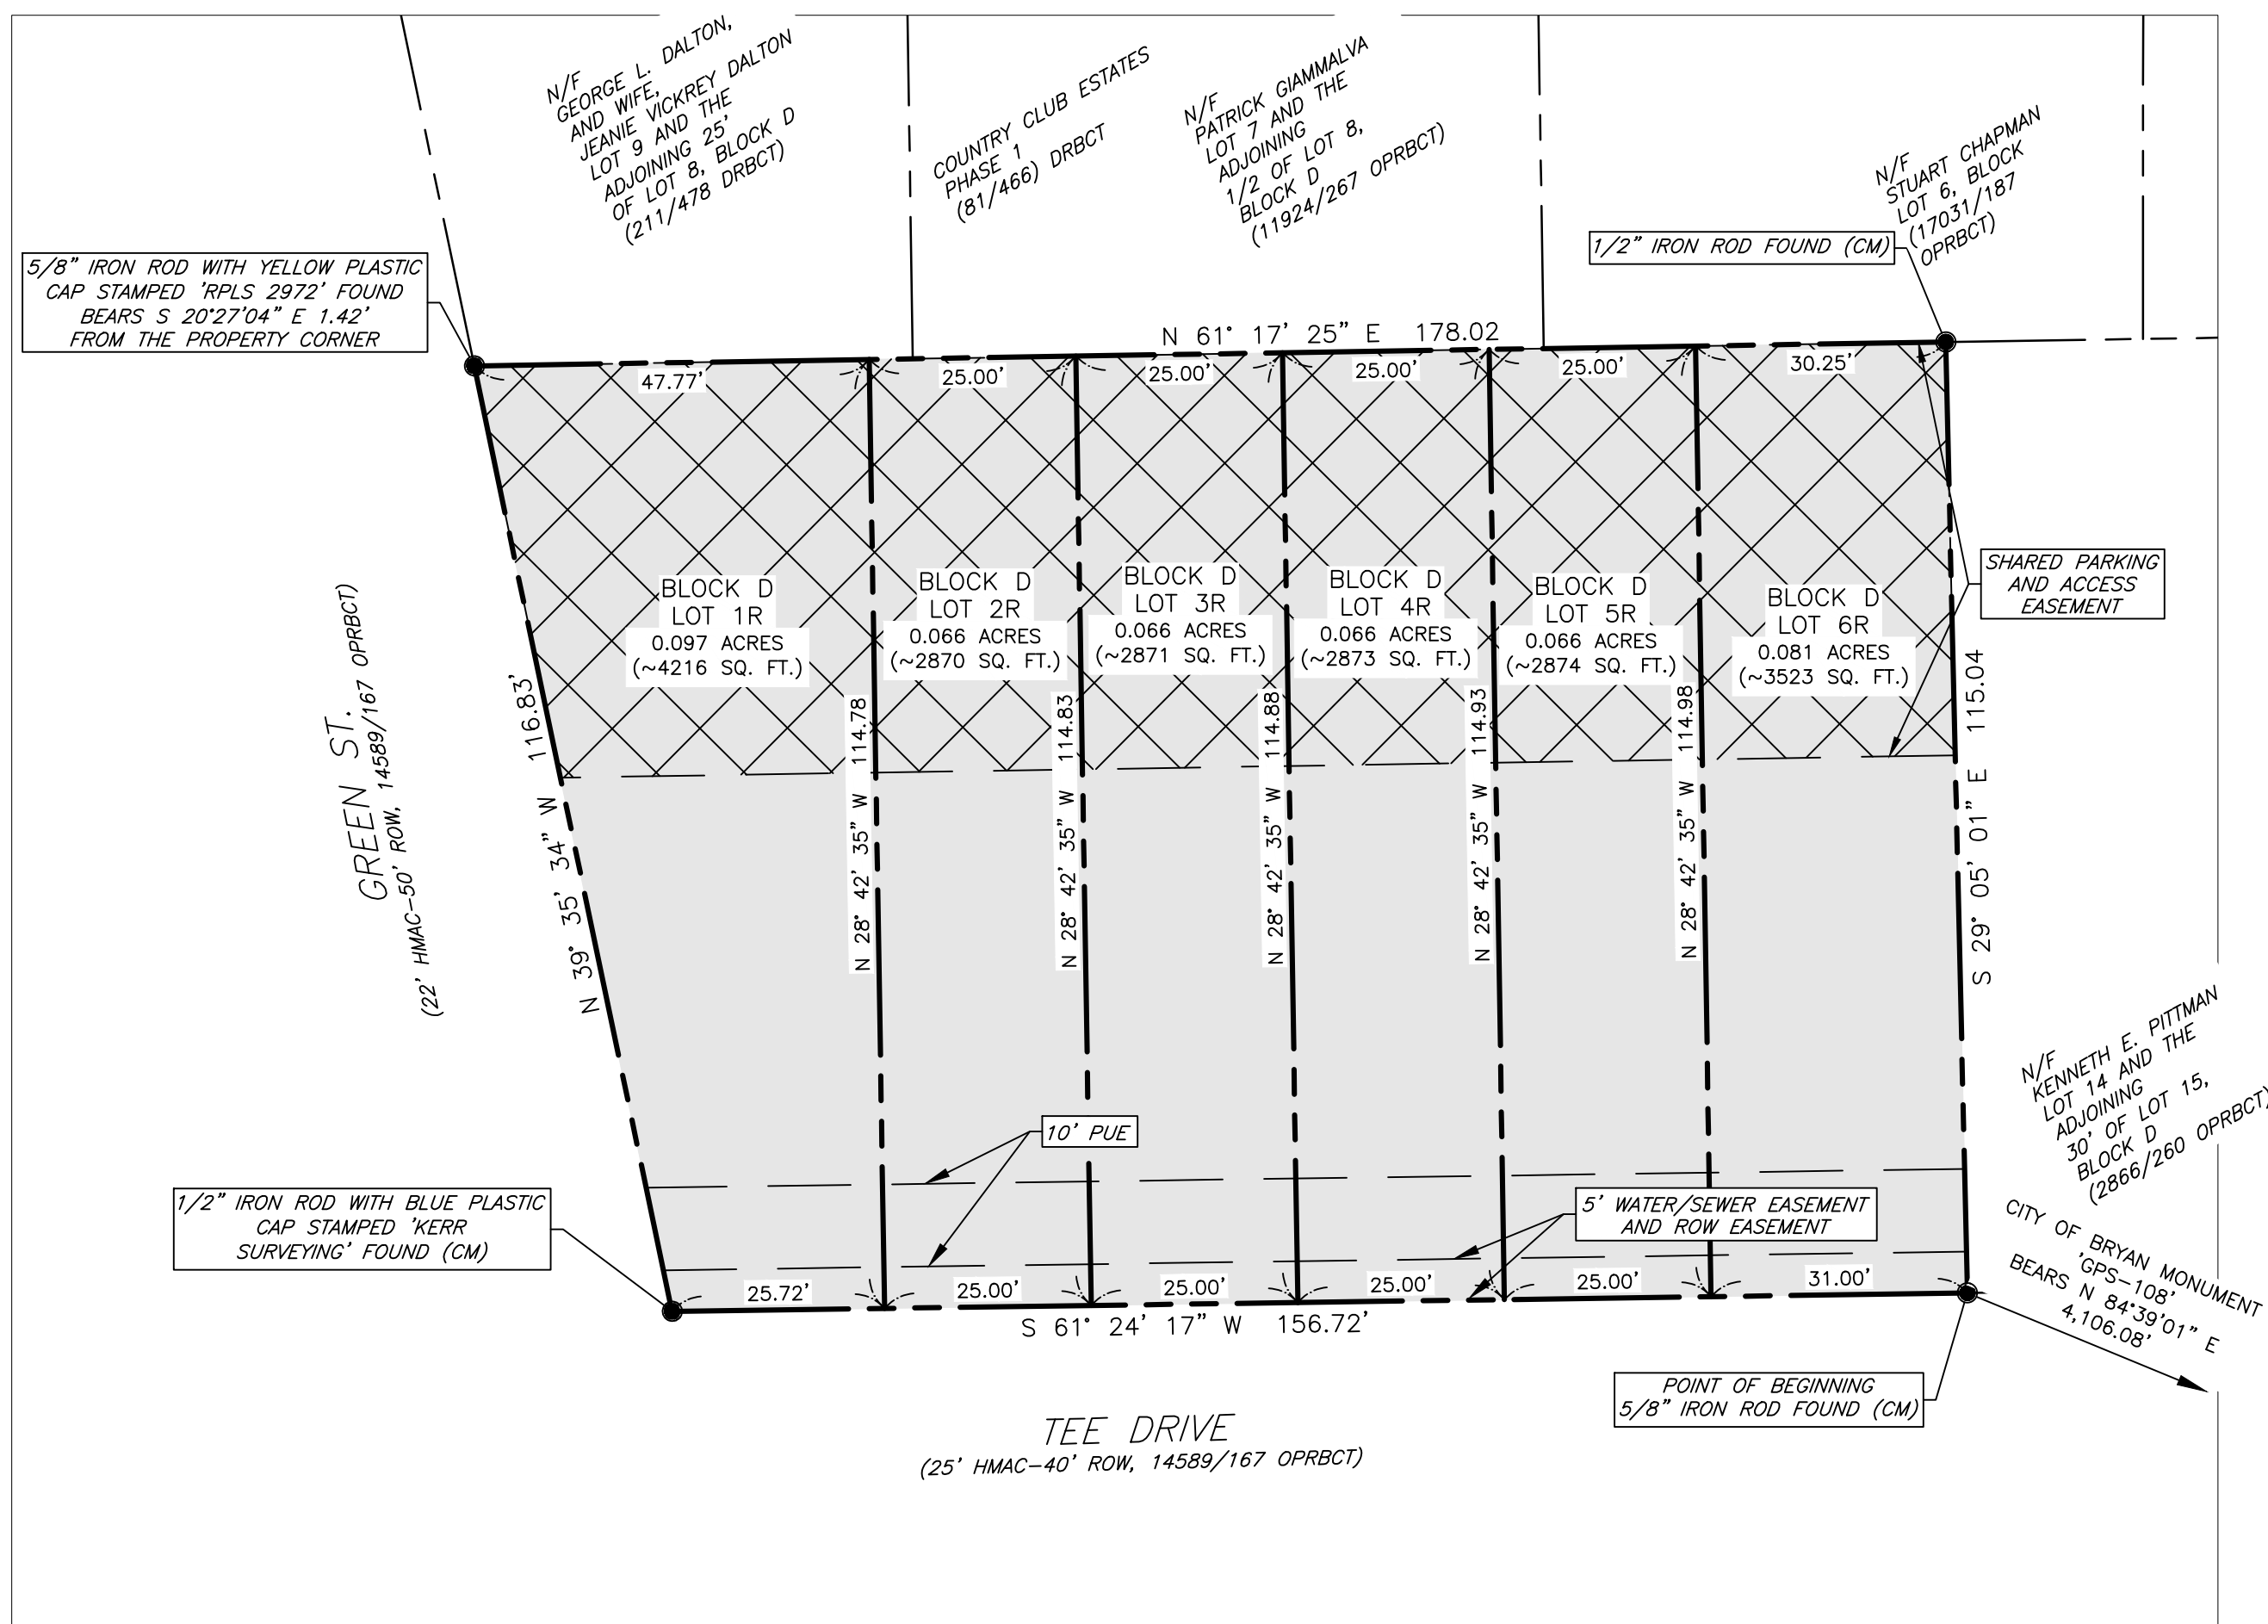 N/F
GEORGE L. DALTON,
AND WIFE,
JEANIE VICKREY DALTON
LOT 9 AND THE
ADJOINING 25'
OF LOT 8, BLOCK D
(211/478 DRBCT)
COUNTRY CLUB ESTATES
PHASE 1
(81/466) DRBCT
N/F
PATRICK GIAMMALVA
LOT 7 AND THE
ADJOINING
1/2 OF LOT 8,
BLOCK D
(11924/267 OPRBCT)
N/F
STUART CHAPMAN
LOT 6, BLOCK
(17031/187
OPRBCT)
5/8" IRON ROD WITH YELLOW PLASTIC
CAP STAMPED 'RPLS 2972' FOUND
BEARS S 20°27'04" E 1.42'
FROM THE PROPERTY CORNER
1/2" IRON ROD FOUND (CM)
N 61° 17' 25" E 178.02
47.77'
25.00'
25.00'
25.00'
25.00'
30.25'
SHARED PARKING
AND ACCESS
EASEMENT
BLOCK D
LOT 1R
0.097 ACRES
(~4216 SQ. FT.)
BLOCK D
LOT 2R
0.066 ACRES
(~2870 SQ. FT.)
BLOCK D
LOT 3R
0.066 ACRES
(~2871 SQ. FT.)
BLOCK D
LOT 4R
0.066 ACRES
(~2873 SQ. FT.)
BLOCK D
LOT 5R
0.066 ACRES
(~2874 SQ. FT.)
BLOCK D
LOT 6R
0.081 ACRES
(~3523 SQ. FT.)
GREEN ST.
(22' HMAC-50' ROW, 14589/167 OPRBCT)
N 39° 35' 34" W 116.83'
N 28° 42' 35" W 114.78
N 28° 42' 35" W 114.83
N 28° 42' 35" W 114.88
N 28° 42' 35" W 114.93
N 28° 42' 35" W 114.98
S 29° 05' 01" E 115.04
N/F
KENNETH E. PITTMAN
LOT 14 AND THE
ADJOINING
30' OF LOT 15,
BLOCK D
(2866/260 OPRBCT)
10' PUE
5' WATER/SEWER EASEMENT
AND ROW EASEMENT
1/2" IRON ROD WITH BLUE PLASTIC
CAP STAMPED 'KERR
SURVEYING' FOUND (CM)
CITY OF BRYAN MONUMENT
'GPS-108'
BEARS N 84°39'01" E
4,106.08'
25.72'
25.00'
25.00'
25.00'
25.00'
31.00'
S 61° 24' 17" W 156.72'
POINT OF BEGINNING
5/8" IRON ROD FOUND (CM)
TEE DRIVE
(25' HMAC-40' ROW, 14589/167 OPRBCT)